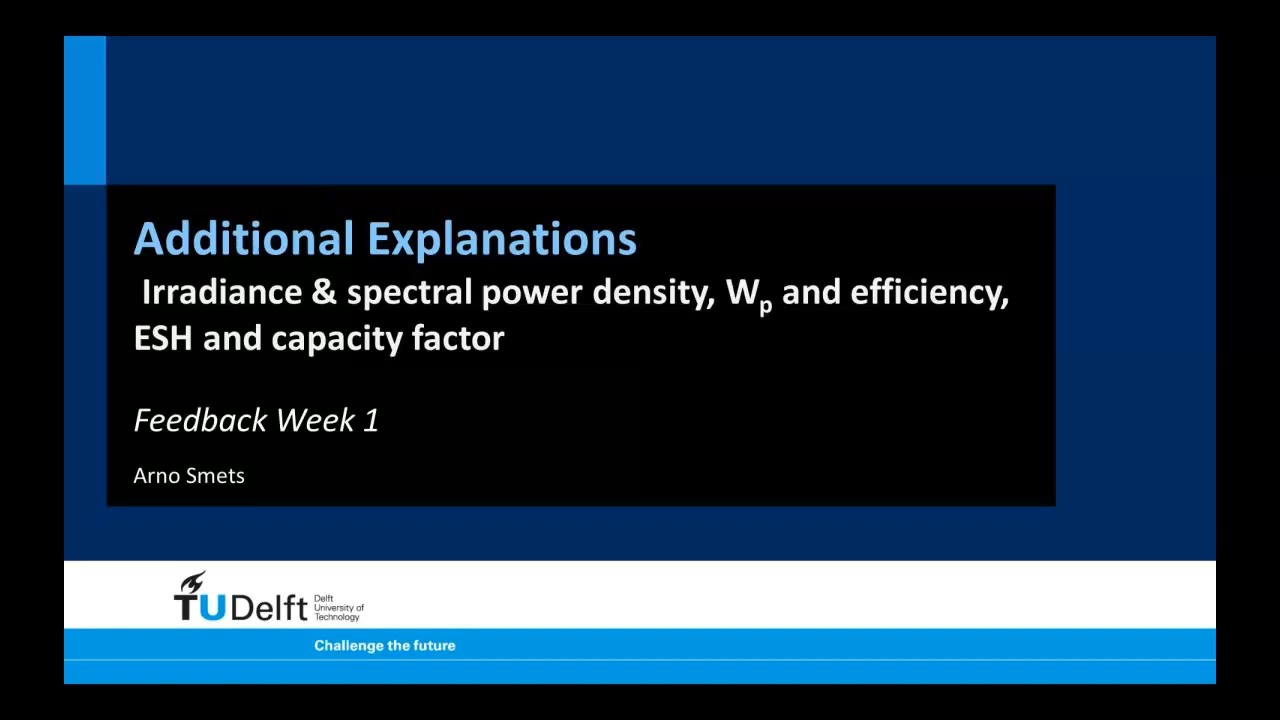 Additional Explanations
Irradiance & spectral power density, Wp and efficiency,
ESH and capacity factor
Feedback Week 1
Arno Smets
TUDelft
Delft
University of
Technology
Challenge the future